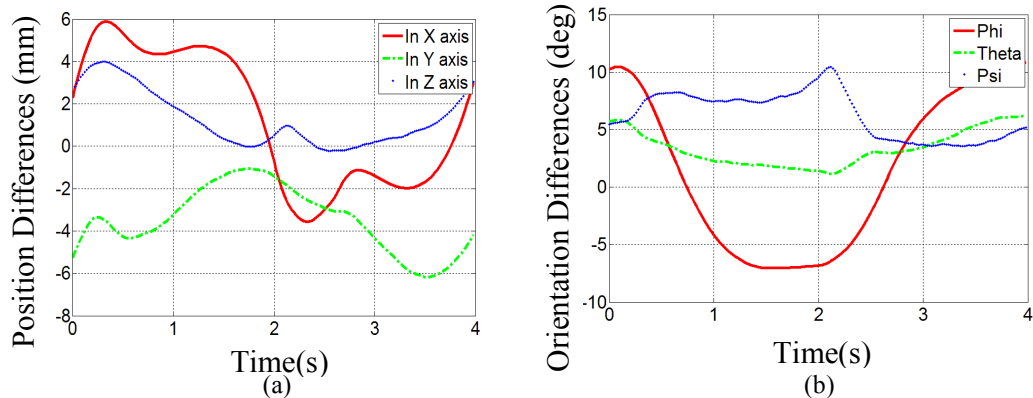 Position Differences (mm)
6
4
2
0
-2
-4
-6
-8
0
1
2
3
4
In X axis
In Y axis
In Z axis
Time(s)
(a)
Orientation Differences (deg)
15
10
5
0
-5
-10
0
1
2
3
4
Phi
Theta
Psi
Time(s)
(b)